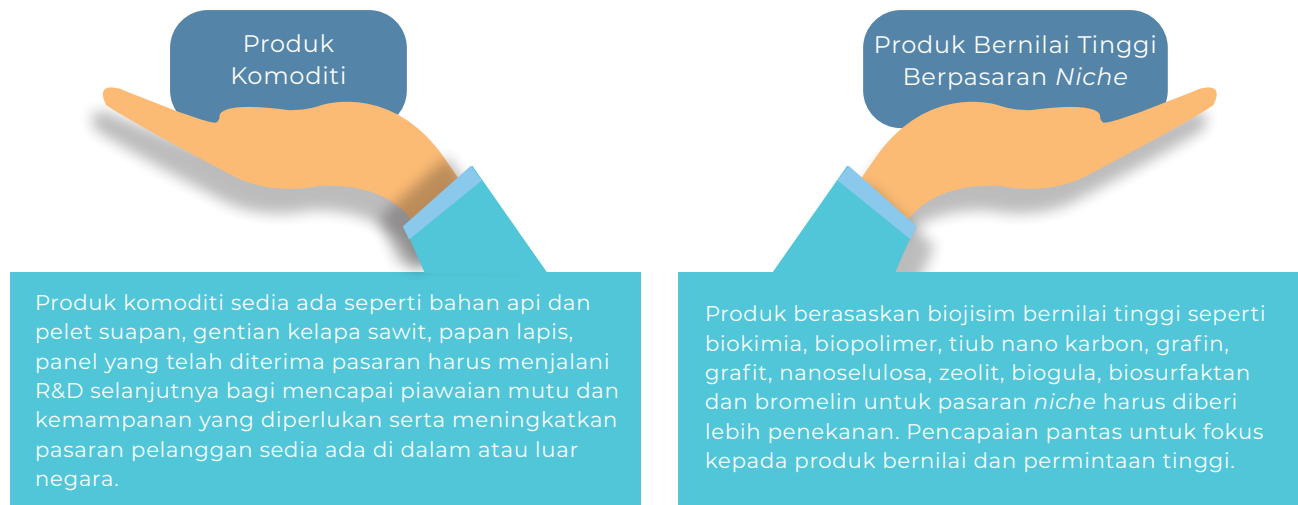 Produk
Komoditi
Produk komoditi sedia ada seperti bahan api dan
pelet suapan, gentian kelapa sawit, papan lapis,
panel yang telah diterima pasaran harus menjalani
R&D selanjutnya bagi mencapai piawaian mutu dan
kemampanan yang diperlukan serta meningkatkan
pasaran pelanggan sedia ada di dalam atau luar
negara.
Produk Bernilai Tinggi
Berpasaran Niche
Produk berasaskan biojisim bernilai tinggi seperti
biokimia, biopolimer, tiub nano karbon, grafin,
grafit, nanoselulosa, zeolit, biogula, biosurfaktan
dan bromelin untuk pasaran niche harus diberi
lebih penekanan. Pencapaian pantas untuk fokus
kepada produk bernilai dan permintaan tinggi.